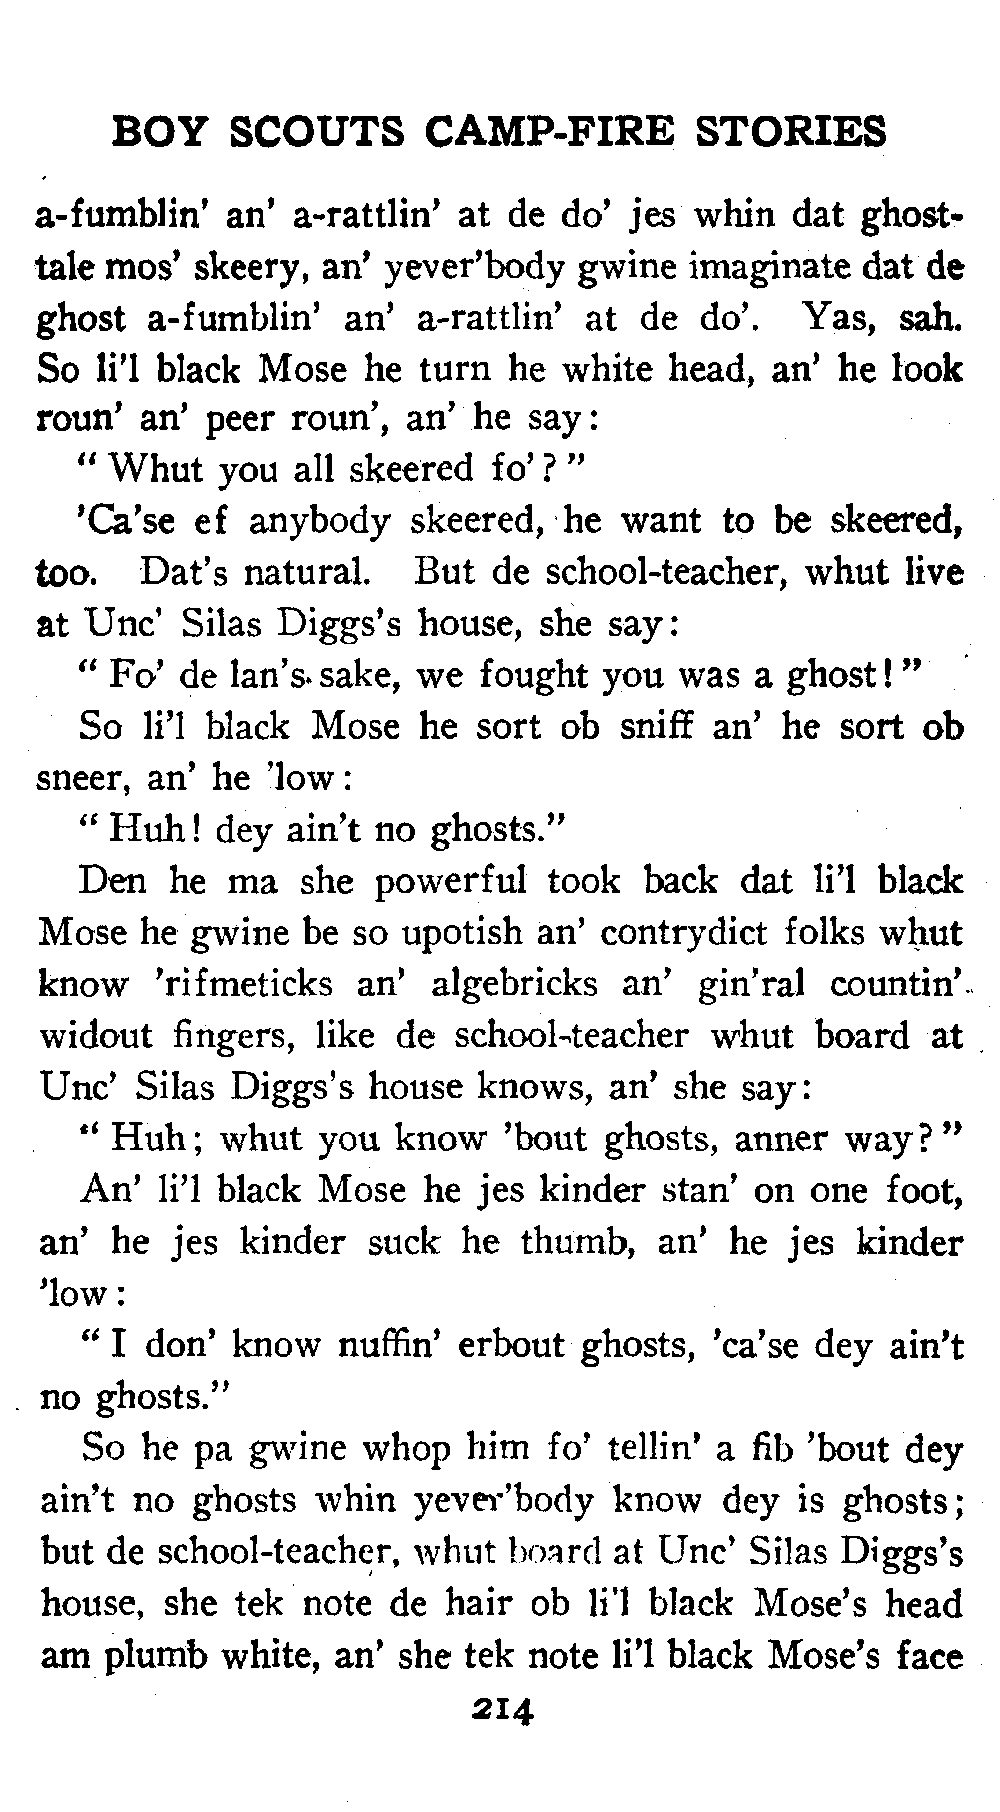 BOY SCOUTS CAMP-FIRE STORIES
a-fumblin' an' a-rattlin' at de do' jes whin dat ghost-
tale mos' skeery, an' yever'body gwine imaginate dat de
ghost a-fumblin' an' a-rattlin' at de do'. Yas, sah.
So li'l black Mose he turn he white head, an' he look
roun' an' peer roun', an' he say:
" Whut you all skeered fo'? "
'Ca'se ef anybody skeered, he want to be skeered,
too. Dat's natural. But de school-teacher, whut live
at Unc' Silas Diggs's house, she say:
" Fo' de lan's sake, we fought you was a ghost! "
So li'l black Mose he sort ob sniff an' he sort ob
sneer, an' he 'low:
" Huh! dey ain't no ghosts."
Den he ma she powerful took back dat li'l black
Mose he gwine be so upotish an' contrydict folks whut
know 'rifmeticks an' algebricks an' gin'ral countin'
widout fingers, like de school-teacher whut board at
Unc' Silas Diggs's house knows, an' she say:
" Huh; whut you know 'bout ghosts, anner way? "
An' li'l black Mose he jes kinder stan' on one foot,
an' he jes kinder suck he thumb, an' he jes kinder
'low:
" I don' know nuffin' erbout ghosts, 'ca'se dey ain't
no ghosts."
So he pa gwine whop him fo' tellin' a fib 'bout dey
ain't no ghosts whin yever'body know dey is ghosts;
but de school-teacher, whut board at Unc' Silas Diggs's
house, she tek note de hair ob li'l black Mose's head
am plumb white, an' she tek note li'l black Mose's face
214